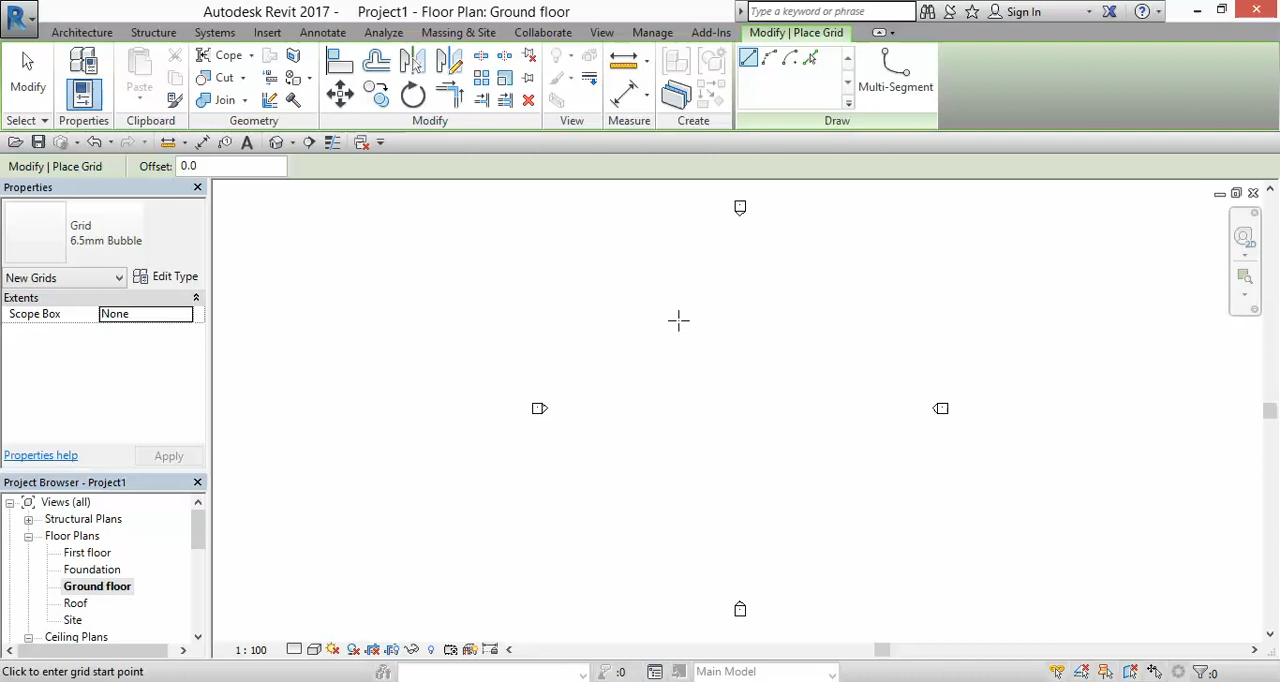 Autodesk Revit 2017 - Project1 - Floor Plan: Ground floor
Type a keyword or phrase
Sign In
Architecture Structure Systems Insert Annotate Analyze Massing & Site Collaborate View Manage Add-Ins Modify | Place Grid
Modify
Paste
Cope
Cut
Join
Multi-Segment
Select Properties Clipboard Geometry Modify View Measure Create Draw
Modify | Place Grid Offset: 0.0
Properties
Grid
6.5mm Bubble
New Grids Edit Type
Extents
Scope Box None
Properties help Apply
Project Browser - Project1
Views (all)
Structural Plans
Floor Plans
First floor
Foundation
Ground floor
Roof
Site
Ceiling Plans
1 : 100
Click to enter grid start point
:0
Main Model
:0
2D